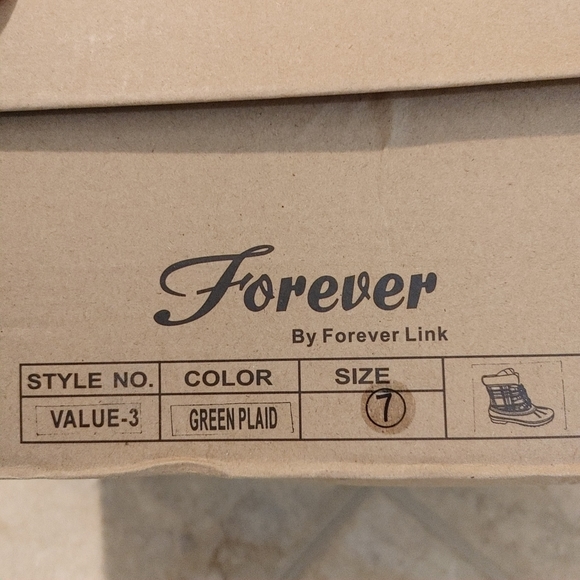 Forever
By Forever Link
STYLE NO. COLOR SIZE
VALUE-3 GREEN PLAID 7